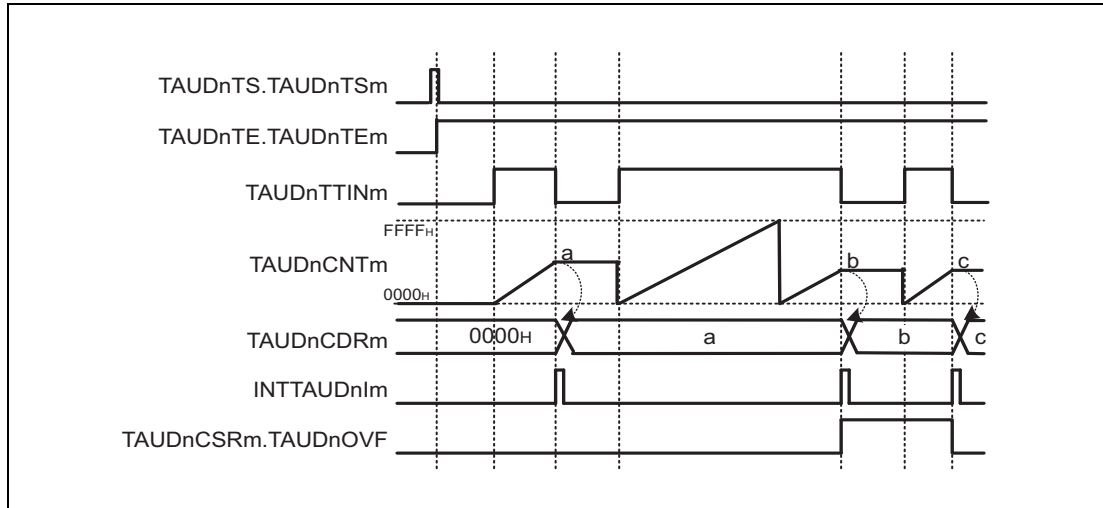 TAUDnTS.TAUDnTSm
TAUDnTE.TAUDnTEm
TAUDnTTINm
FFFFH
TAUDnCNTm
a
b
c
0000H
TAUDnCDRm
0000H
a
b
c
INTTAUDnIm
TAUDnCSRm.TAUDnOVF